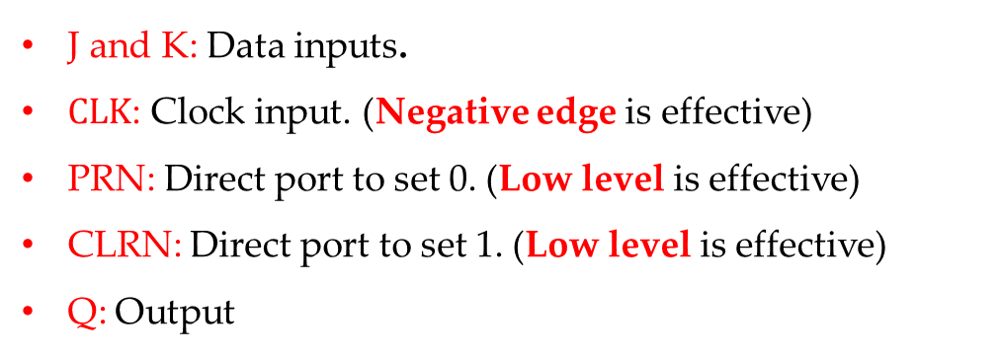 • J and K: Data inputs.
• CLK: Clock input. (Negative edge is effective)
• PRN: Direct port to set 0. (Low level is effective)
• CLRN: Direct port to set 1. (Low level is effective)
• Q: Output